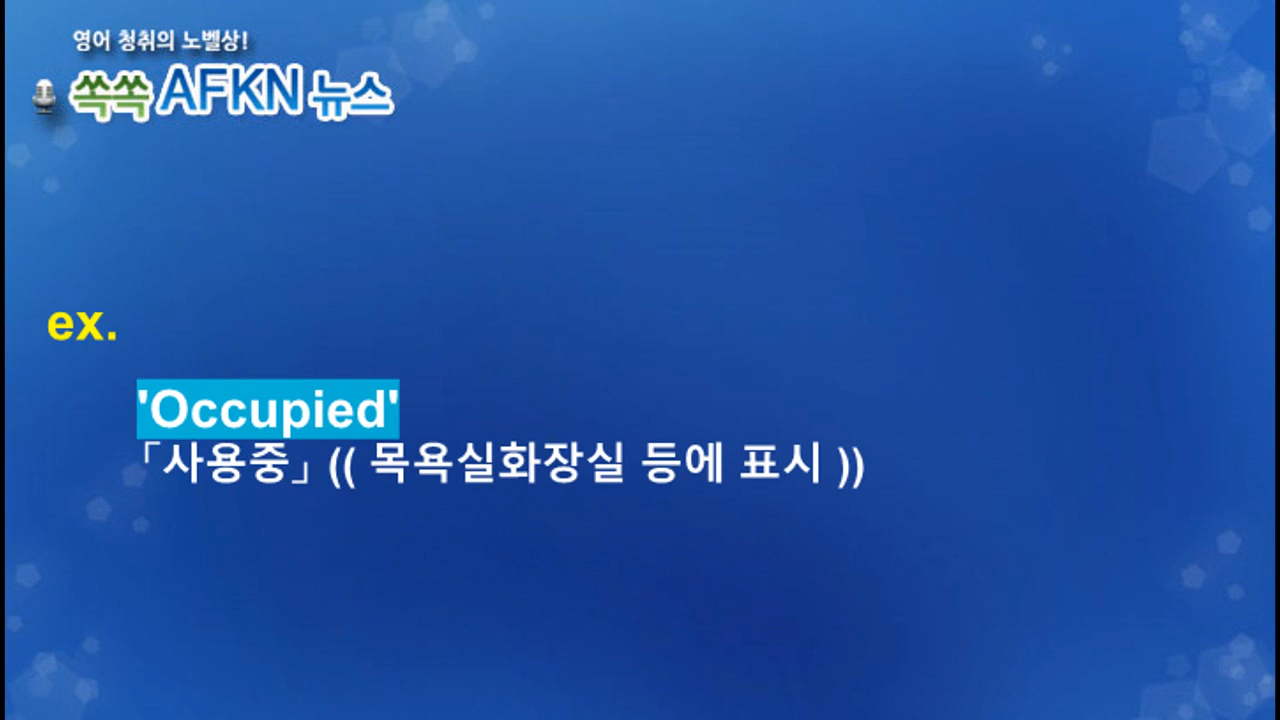 영어 청취의 노벨상!
쏙쏙 AFKN 뉴스
ex.
'Occupied'
「사용중」 (( 목욕실화장실 등에 표시 ))